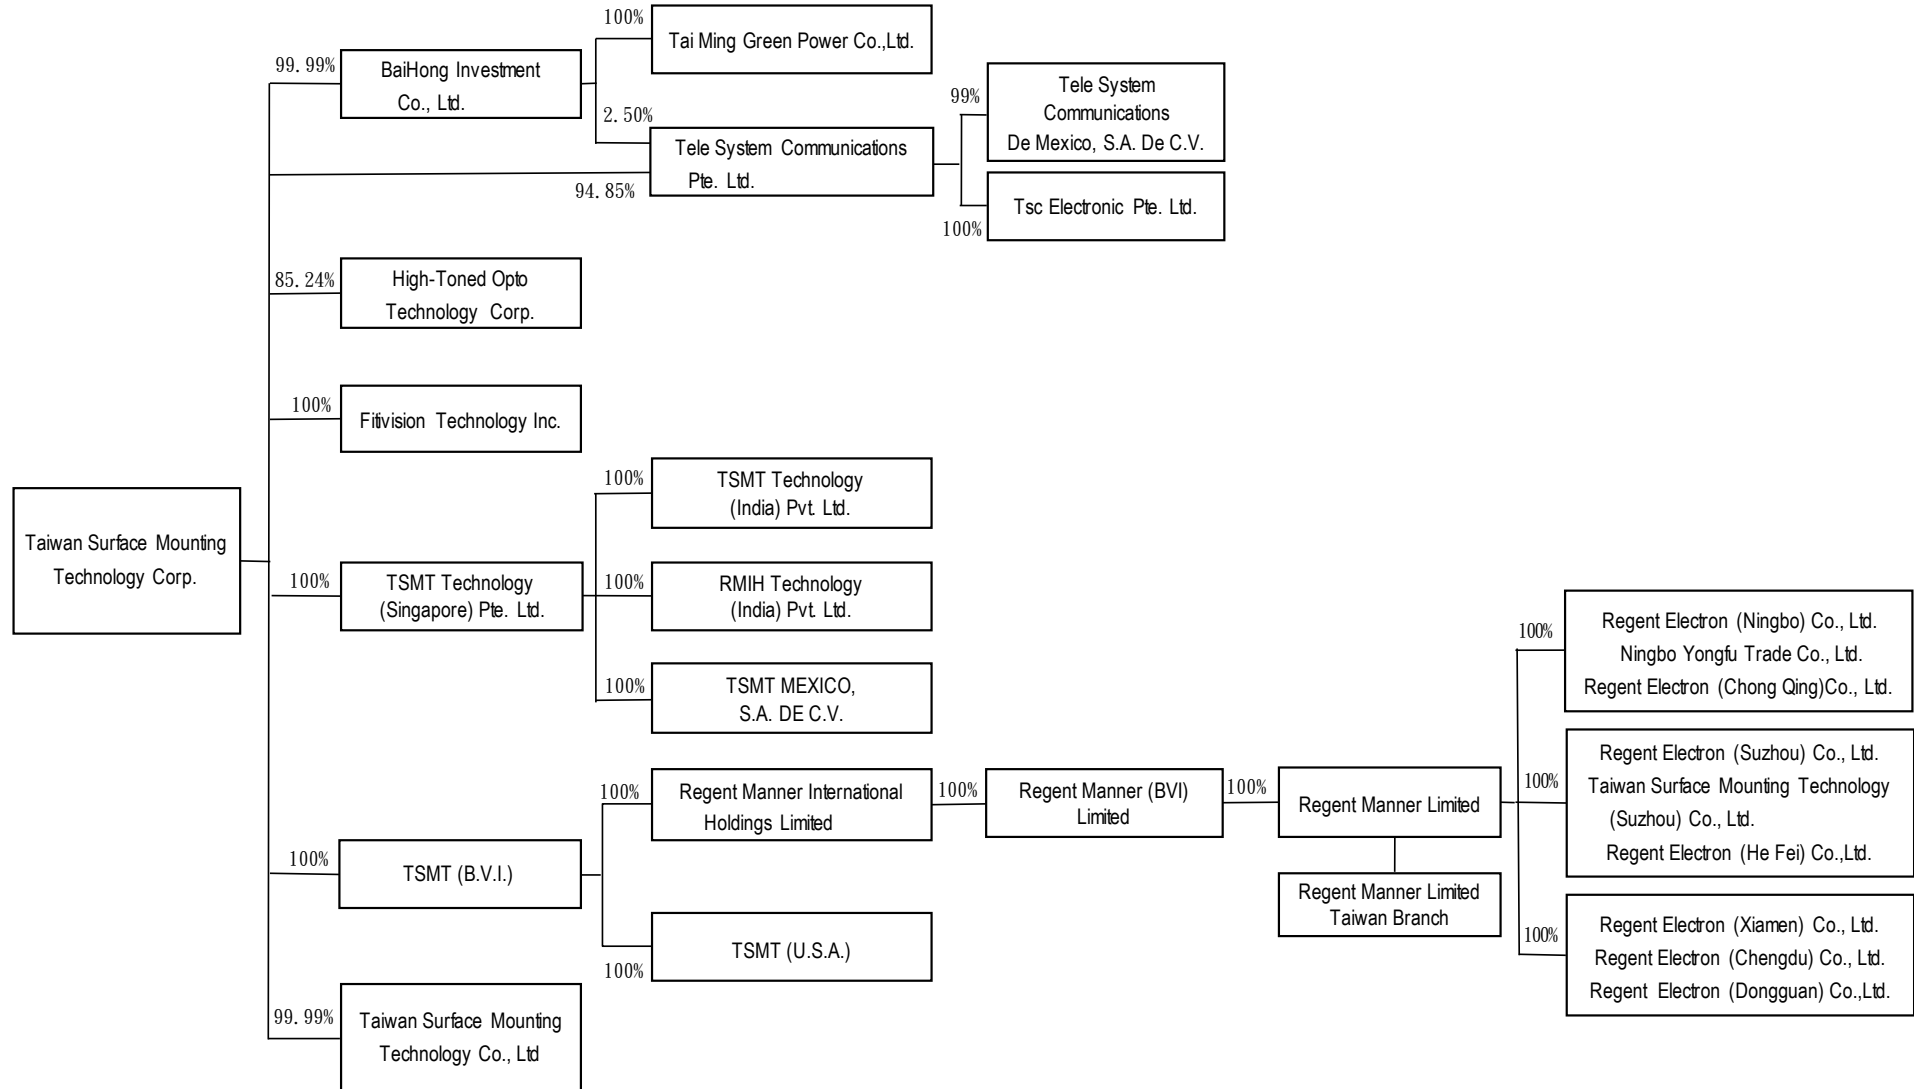 Taiwan Surface Mounting
Technology Corp.
99.99%
BaiHong Investment
Co., Ltd.
100%
Tai Ming Green Power Co.,Ltd.
2.50%
94.85%
Tele System Communications
Pte. Ltd.
99%
Tele System
Communications
De Mexico, S.A. De C.V.
100%
Tsc Electronic Pte. Ltd.
85.24%
High-Toned Opto
Technology Corp.
100%
Fitivision Technology Inc.
100%
TSMT Technology
(Singapore) Pte. Ltd.
100%
TSMT Technology
(India) Pvt. Ltd.
100%
RMIH Technology
(India) Pvt. Ltd.
100%
TSMT MEXICO,
S.A. DE C.V.
100%
TSMT (B.V.I.)
100%
Regent Manner International
Holdings Limited
100%
Regent Manner (BVI)
Limited
100%
Regent Manner Limited
Regent Manner Limited
Taiwan Branch
100%
Regent Electron (Ningbo) Co., Ltd.
Ningbo Yongfu Trade Co., Ltd.
Regent Electron (Chong Qing)Co., Ltd.
100%
Regent Electron (Suzhou) Co., Ltd.
Taiwan Surface Mounting Technology
(Suzhou) Co., Ltd.
Regent Electron (He Fei) Co.,Ltd.
100%
Regent Electron (Xiamen) Co., Ltd.
Regent Electron (Chengdu) Co., Ltd.
Regent Electron (Dongguan) Co.,Ltd.
100%
TSMT (U.S.A.)
99.99%
Taiwan Surface Mounting
Technology Co., Ltd